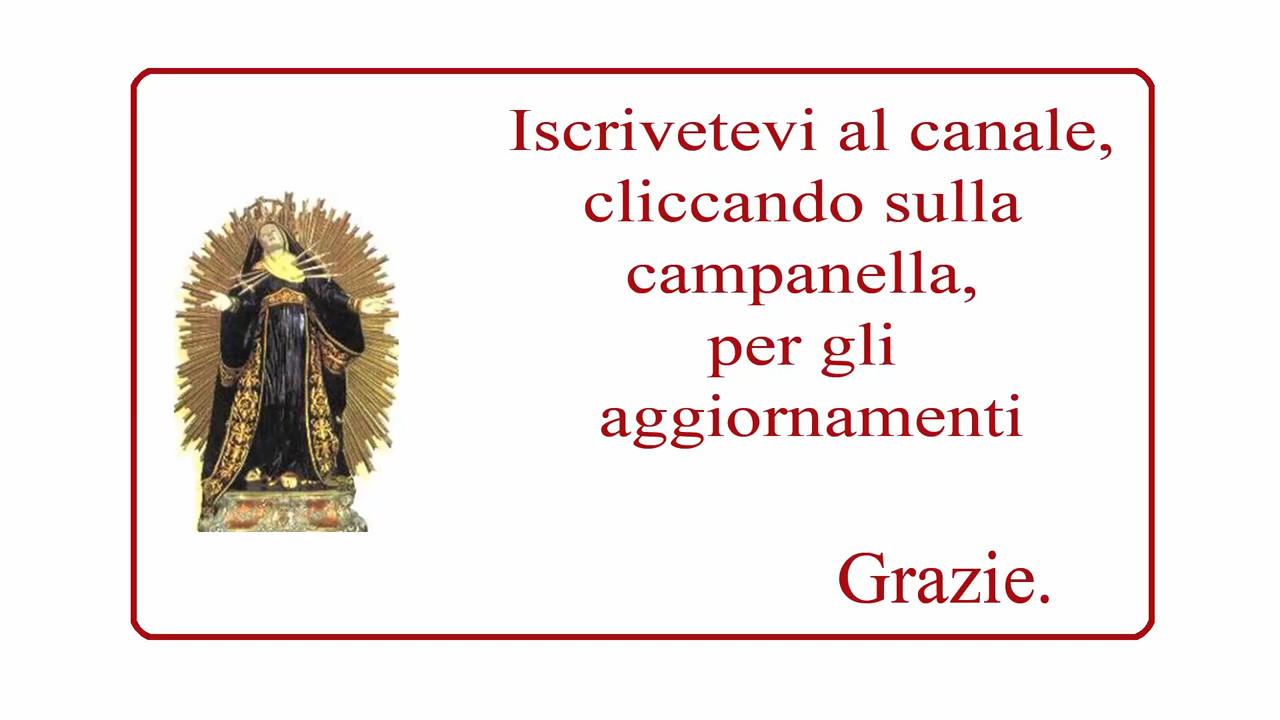 Iscrivetevi al canale,
cliccando sulla
campanella,
per gli
aggiornamenti
Grazie.